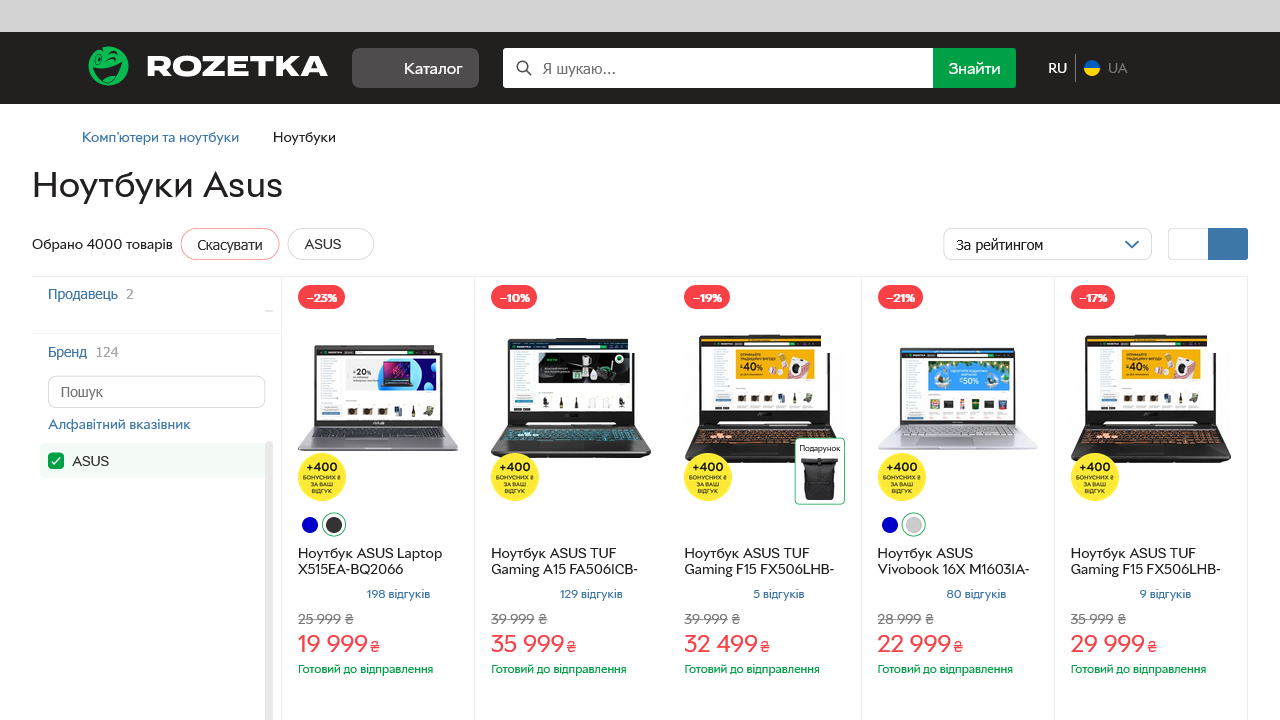 ROZETKA
Каталог
Я шукаю...
Знайти
RU
UA
Комп'ютери та ноутбуки
Ноутбуки
Ноутбуки Asus
Обрано 4000 товарів
Скасувати
ASUS
За рейтингом
Продавець 2
Бренд 124
Пошук
Алфавітний вказівник
ASUS
−23%
+400
БОНУСНИХ ₴
ЗА ВАШ
ВІДГУК
Ноутбук ASUS Laptop
X515EA-BQ2066
198 відгуків
25 999 ₴
19 999 ₴
Готовий до відправлення
−10%
+400
БОНУСНИХ ₴
ЗА ВАШ
ВІДГУК
Ноутбук ASUS TUF
Gaming A15 FA506ICB-
129 відгуків
39 999 ₴
35 999 ₴
Готовий до відправлення
−19%
-40%
Подарунок
+400
БОНУСНИХ ₴
ЗА ВАШ
ВІДГУК
Ноутбук ASUS TUF
Gaming F15 FX506LHB-
5 відгуків
39 999 ₴
32 499 ₴
Готовий до відправлення
−21%
+400
БОНУСНИХ ₴
ЗА ВАШ
ВІДГУК
Ноутбук ASUS
Vivobook 16X M1603IA-
80 відгуків
28 999 ₴
22 999 ₴
Готовий до відправлення
−17%
-40%
+400
БОНУСНИХ ₴
ЗА ВАШ
ВІДГУК
Ноутбук ASUS TUF
Gaming F15 FX506LHB-
9 відгуків
35 999 ₴
29 999 ₴
Готовий до відправлення